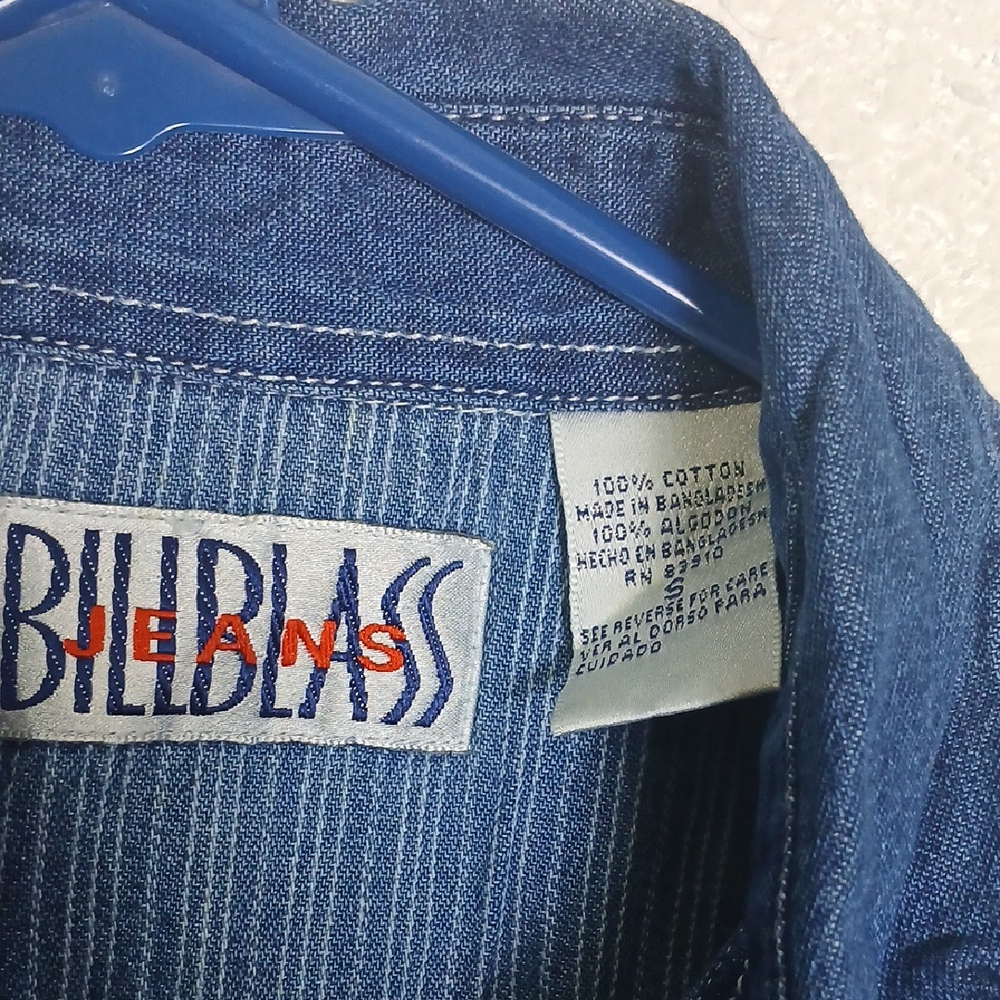 BILLBLASS
JEANS
100% COTTON
MADE IN BANGLADESH
100% ALGODON
HECHO EN BANGLADESH
RN 83910
S
SEE REVERSE FOR CARE
VER AL DORSO PARA
CUIDADO